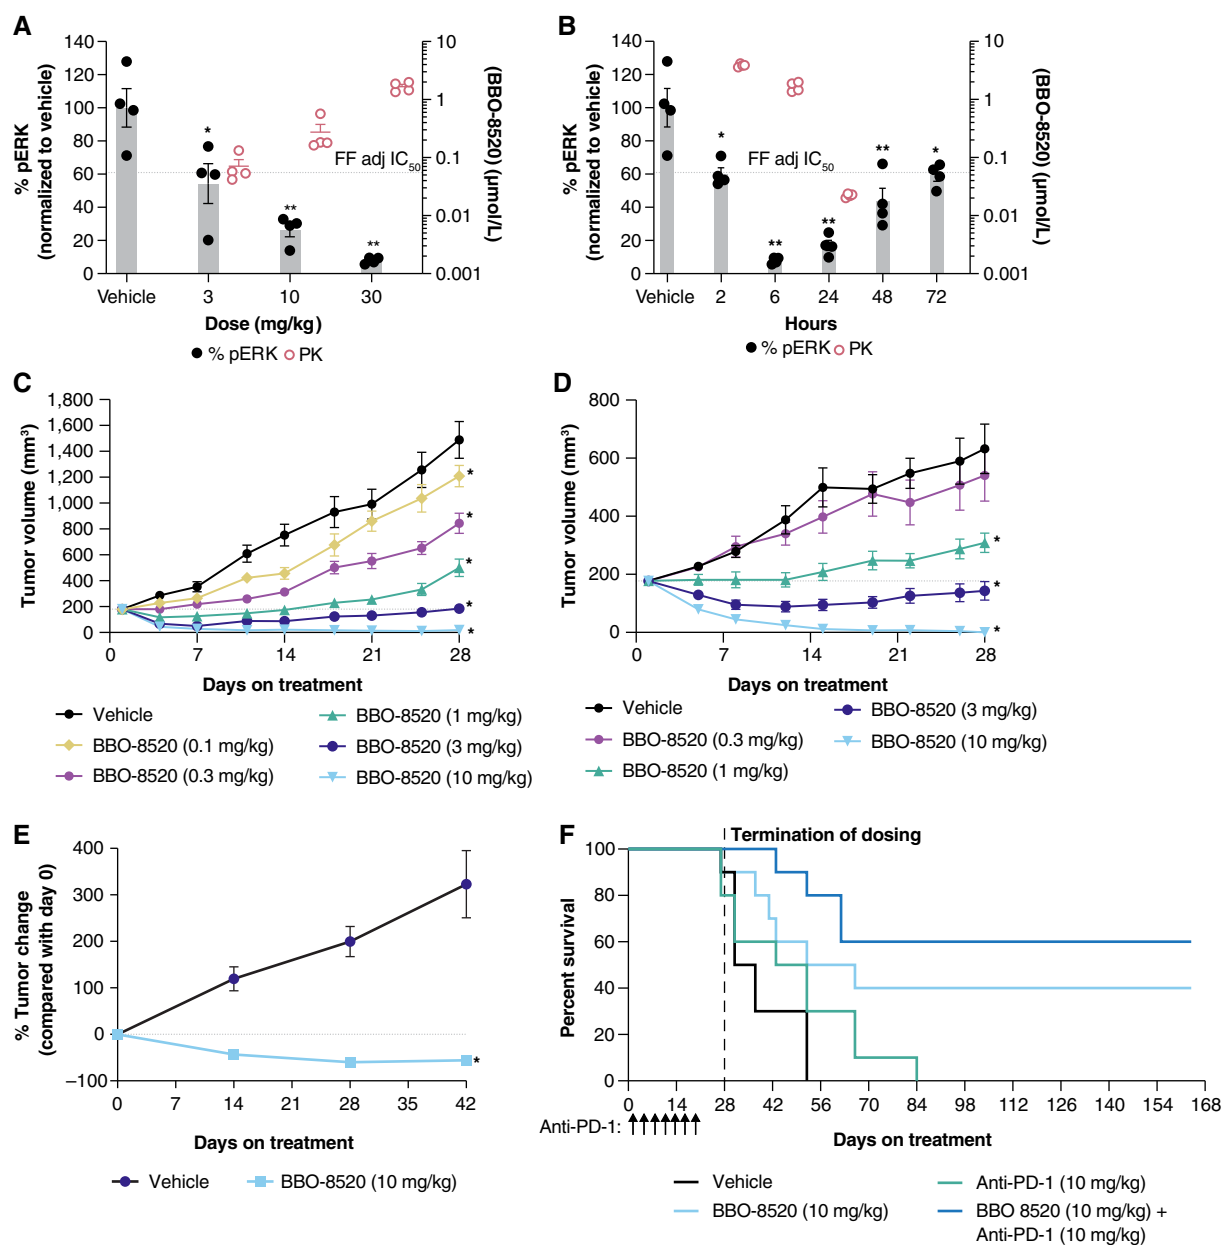 A
% pERK
(normalized to vehicle)
140
120
100
80
60
40
20
0
10
1
0.1
0.01
0.001
(BBO-8520) (μmol/L)
*
**
**
FF adj IC50
Vehicle 3 10 30
Dose (mg/kg)
% pERK PK
B
% pERK
(normalized to vehicle)
140
120
100
80
60
40
20
0
10
1
0.1
0.01
0.001
(BBO-8520) (μmol/L)
*
**
**
**
*
FF adj IC50
Vehicle 2 6 24 48 72
Hours
% pERK PK
C
Tumor volume (mm³)
1,800
1,600
1,400
1,200
1,000
800
600
400
200
0
*
*
*
*
*
0 7 14 21 28
Days on treatment
Vehicle
BBO-8520 (0.1 mg/kg)
BBO-8520 (0.3 mg/kg)
BBO-8520 (1 mg/kg)
BBO-8520 (3 mg/kg)
BBO-8520 (10 mg/kg)
D
Tumor volume (mm³)
800
600
400
200
0
*
*
*
0 7 14 21 28
Days on treatment
Vehicle
BBO-8520 (0.3 mg/kg)
BBO-8520 (1 mg/kg)
BBO-8520 (3 mg/kg)
BBO-8520 (10 mg/kg)
E
% Tumor change
(compared with day 0)
400
300
200
100
0
–100
*
0 7 14 21 28 35 42
Days on treatment
Vehicle BBO-8520 (10 mg/kg)
F
Termination of dosing
Percent survival
100
80
60
40
20
0
0 14 28 42 56 70 84 98 112 126 140 154 168
Anti-PD-1:
Days on treatment
Vehicle
BBO-8520 (10 mg/kg)
Anti-PD-1 (10 mg/kg)
BBO 8520 (10 mg/kg) +
Anti-PD-1 (10 mg/kg)